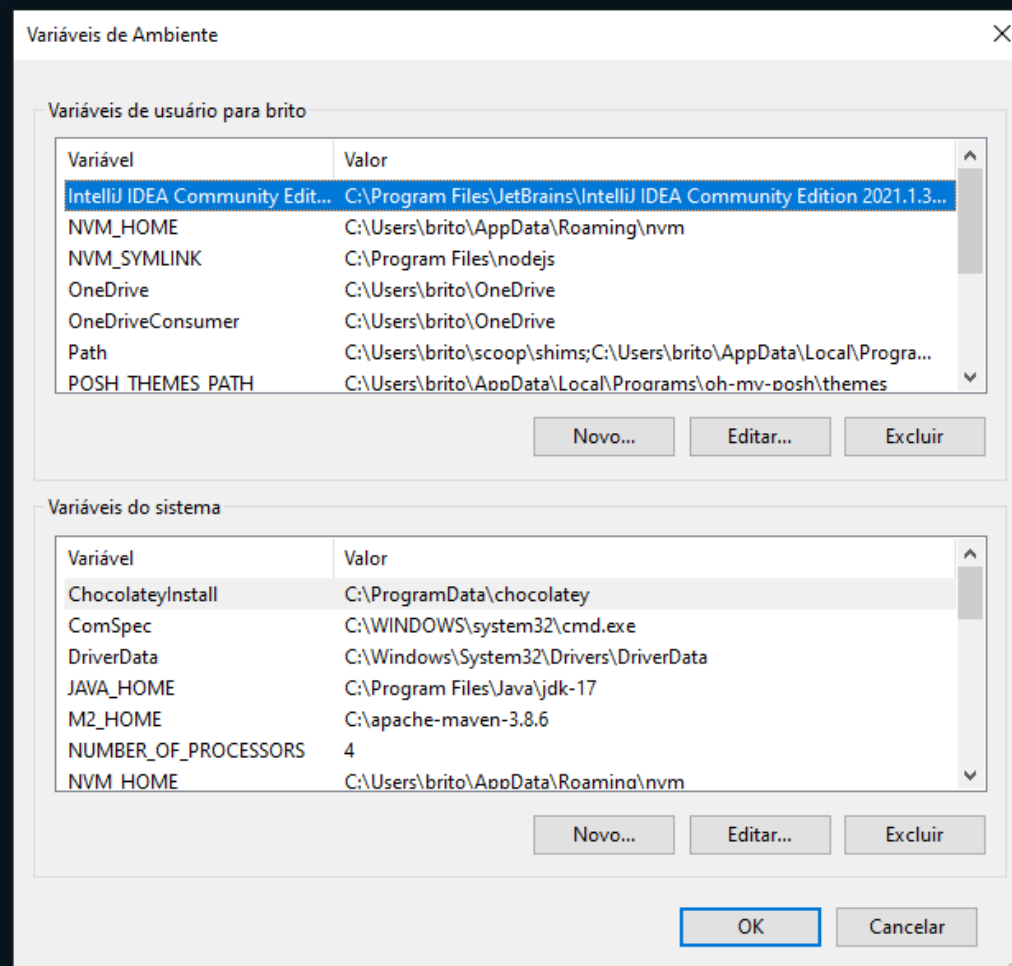 Variáveis de Ambiente
Variáveis de usuário para brito
Variável Valor
IntelliJ IDEA Community Edit... C:\Program Files\JetBrains\IntelliJ IDEA Community Edition 2021.1.3...
NVM_HOME C:\Users\brito\AppData\Roaming\nvm
NVM_SYMLINK C:\Program Files\nodejs
OneDrive C:\Users\brito\OneDrive
OneDriveConsumer C:\Users\brito\OneDrive
Path C:\Users\brito\scoop\shims;C:\Users\brito\AppData\Local\Progra...
POSH_THEMES_PATH C:\Users\brito\AppData\Local\Programs\oh-my-posh\themes
Novo... Editar... Excluir
Variáveis do sistema
Variável Valor
ChocolateyInstall C:\ProgramData\chocolatey
ComSpec C:\WINDOWS\system32\cmd.exe
DriverData C:\Windows\System32\Drivers\DriverData
JAVA_HOME C:\Program Files\Java\jdk-17
M2_HOME C:\apache-maven-3.8.6
NUMBER_OF_PROCESSORS 4
NVM_HOME C:\Users\brito\AppData\Roaming\nvm
Novo... Editar... Excluir
OK Cancelar